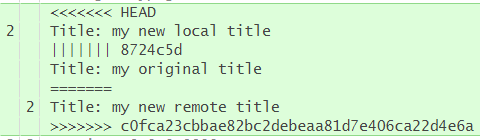 <<<<<<< HEAD
2 Title: my new local title
||||||| 8724c5d
Title: my original title
=======
2 Title: my new remote title
>>>>>>> c0fca23cbbae82bc2debeaa81d7e406ca22d4e6a